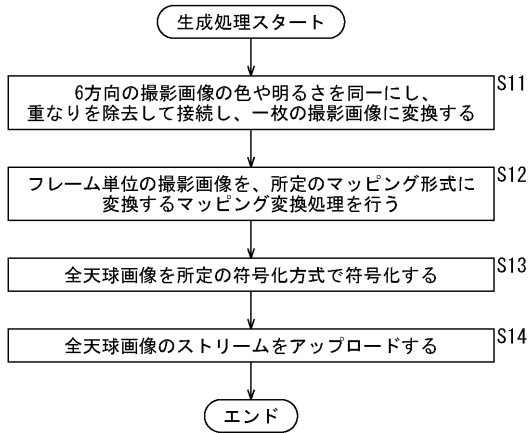 生成処理スタート
S11
6方向の撮影画像の色や明るさを同一にし、
重なりを除去して接続し、一枚の撮影画像に変換する
S12
フレーム単位の撮影画像を、所定のマッピング形式に
変換するマッピング変換処理を行う
S13
全天球画像を所定の符号化方式で符号化する
S14
全天球画像のストリームをアップロードする
エンド